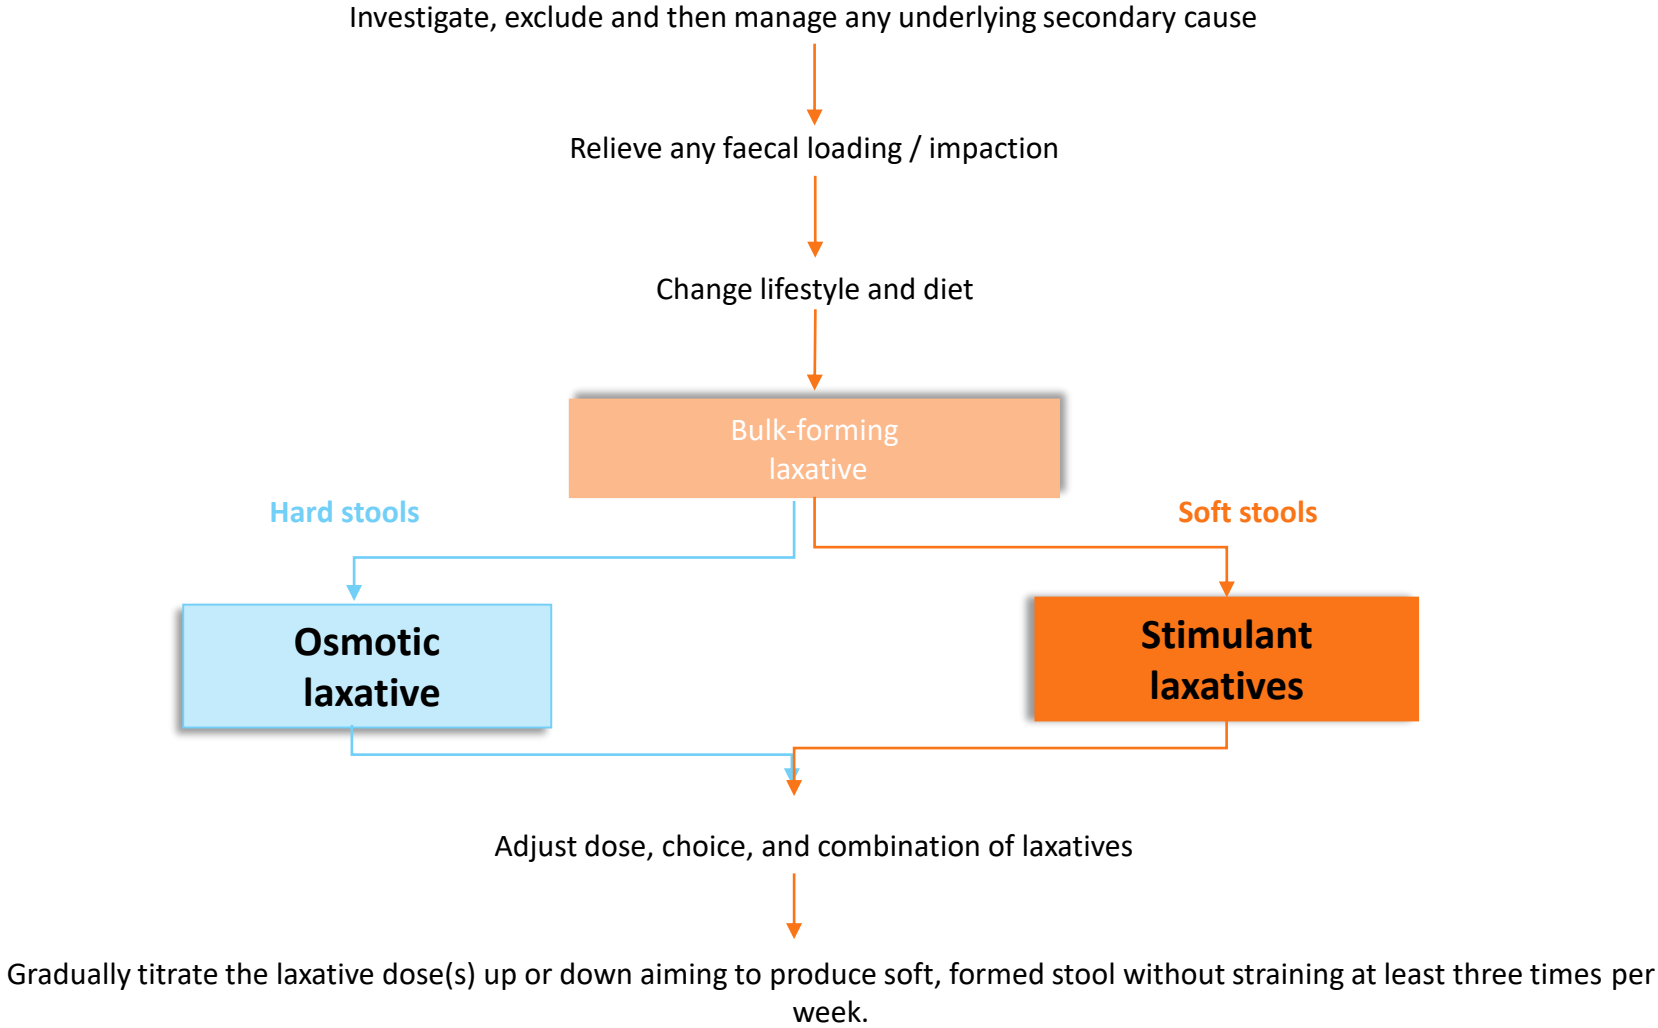 Investigate, exclude and then manage any underlying secondary cause
Relieve any faecal loading / impaction
Change lifestyle and diet
Bulk-forming
laxative
Hard stools
Soft stools
Osmotic
laxative
Stimulant
laxatives
Adjust dose, choice, and combination of laxatives
Gradually titrate the laxative dose(s) up or down aiming to produce soft, formed stool without straining at least three times per
week.